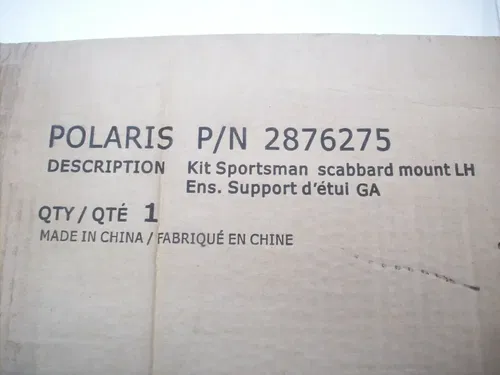 POLARIS P/N 2876275
DESCRIPTION Kit Sportsman scabbard mount LH
Ens. Support d'étui GA
QTY / QTÉ 1
MADE IN CHINA / FABRIQUÉ EN CHINE